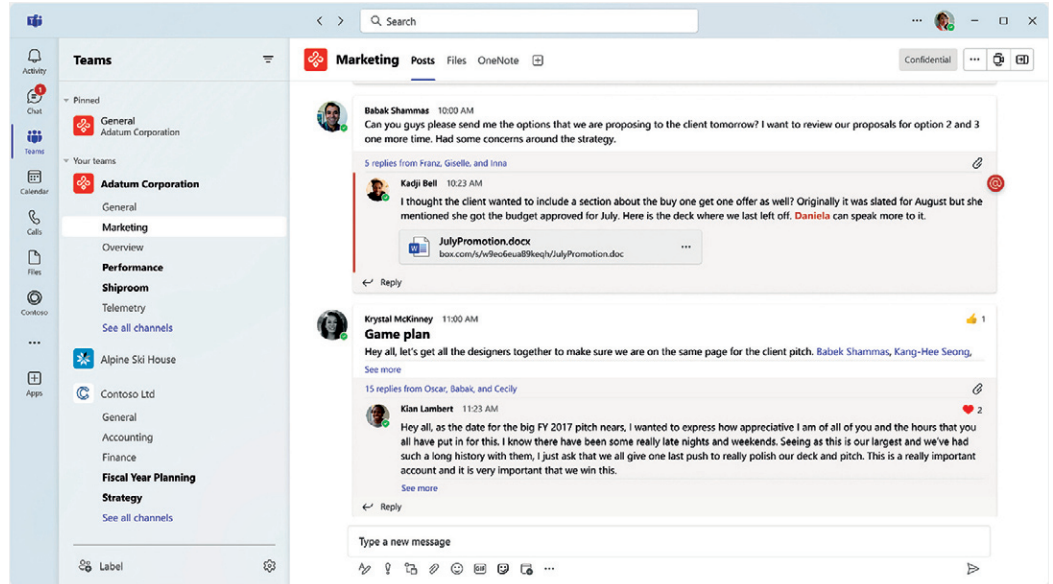 Search
Activity
Chat
1
Teams
Calendar
Calls
Files
Contoso
Apps
Teams
Pinned
General
Adatum Corporation
Your teams
Adatum Corporation
General
Marketing
Overview
Performance
Shiproom
Telemetry
See all channels
Alpine Ski House
Contoso Ltd
General
Accounting
Finance
Fiscal Year Planning
Strategy
See all channels
Label
Marketing Posts Files OneNote
Confidential
Babak Shammas 10:00 AM
Can you guys please send me the options that we are proposing to the client tomorrow? I want to review our proposals for option 2 and 3
one more time. Had some concerns around the strategy.
5 replies from Franz, Giselle, and Inna
Kadji Bell 10:23 AM
@
I thought the client wanted to include a section about the buy one get one offer as well? Originally it was slated for August but she
mentioned she got the budget approved for July. Here is the deck where we last left off. Daniela can speak more to it.
JulyPromotion.docx
box.com/s/w9eo6eua89keqh/JulyPromotion.doc
Reply
Krystal McKinney 11:00 AM
1
Game plan
Hey all, let's get all the designers together to make sure we are on the same page for the client pitch. Babek Shammas, Kang-Hee Seong,
See more
15 replies from Oscar, Babak, and Cecily
Kian Lambert 11:23 AM
2
Hey all, as the date for the big FY 2017 pitch nears, I wanted to express how appreciative I am of all of you and the hours that you
all have put in for this. I know there have been some really late nights and weekends. Seeing as this is our largest and we've had
such a long history with them, I just ask that we all give one last push to really polish our deck and pitch. This is a really important
account and it is very important that we win this.
See more
Reply
Type a new message
GIF